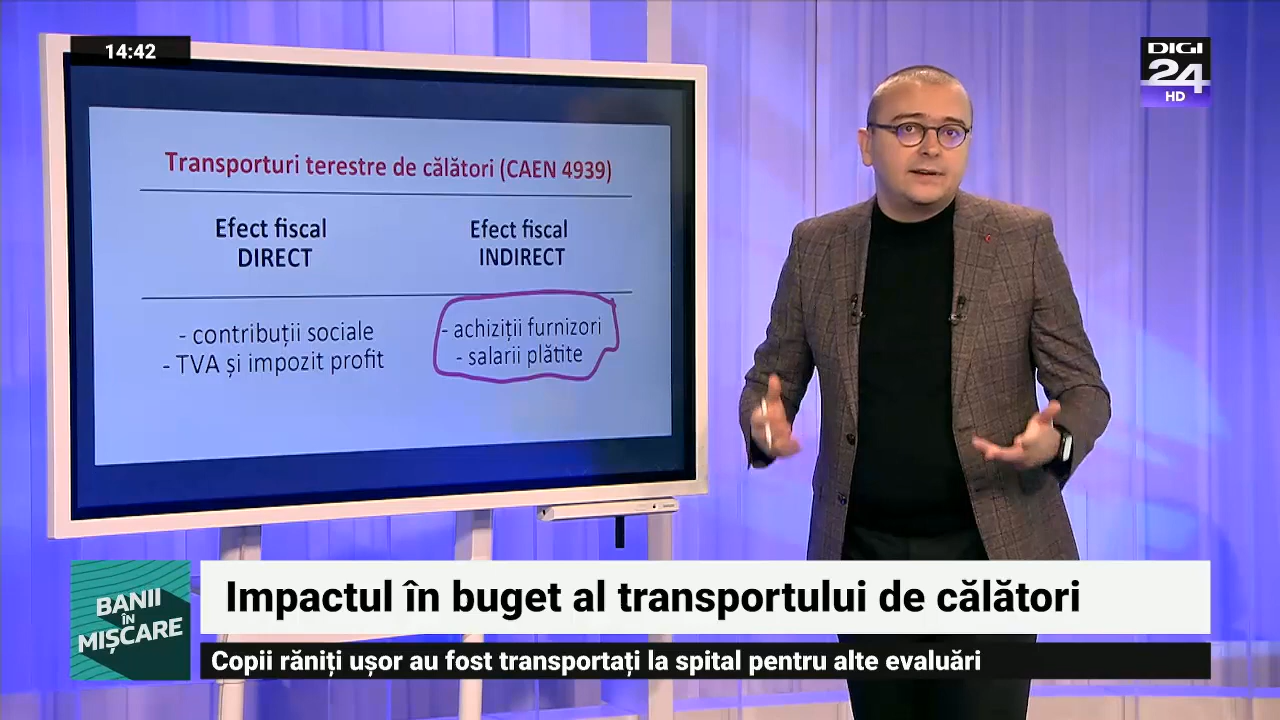 14:42
DIGI
24
HD
Transporturi terestre de călători (CAEN 4939)
Efect fiscal
DIRECT
Efect fiscal
INDIRECT
- contribuții sociale
- TVA și impozit profit
- achiziții furnizori
- salarii plătite
BANII
ÎN
MIȘCARE
Impactul în buget al transportului de călători
Copii răniți ușor au fost transportați la spital pentru alte evaluări